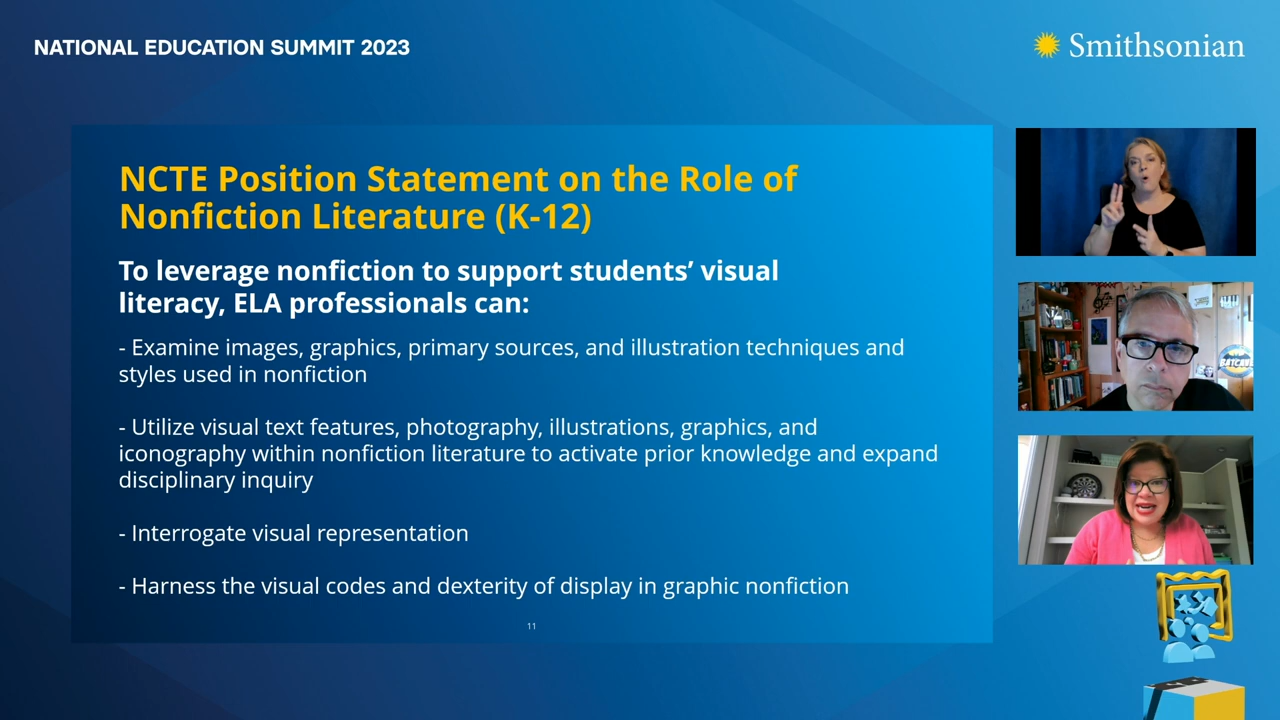 NATIONAL EDUCATION SUMMIT 2023
Smithsonian
NCTE Position Statement on the Role of
Nonfiction Literature (K-12)
To leverage nonfiction to support students’ visual
literacy, ELA professionals can:
- Examine images, graphics, primary sources, and illustration techniques and
styles used in nonfiction
- Utilize visual text features, photography, illustrations, graphics, and
iconography within nonfiction literature to activate prior knowledge and expand
disciplinary inquiry
- Interrogate visual representation
- Harness the visual codes and dexterity of display in graphic nonfiction
11